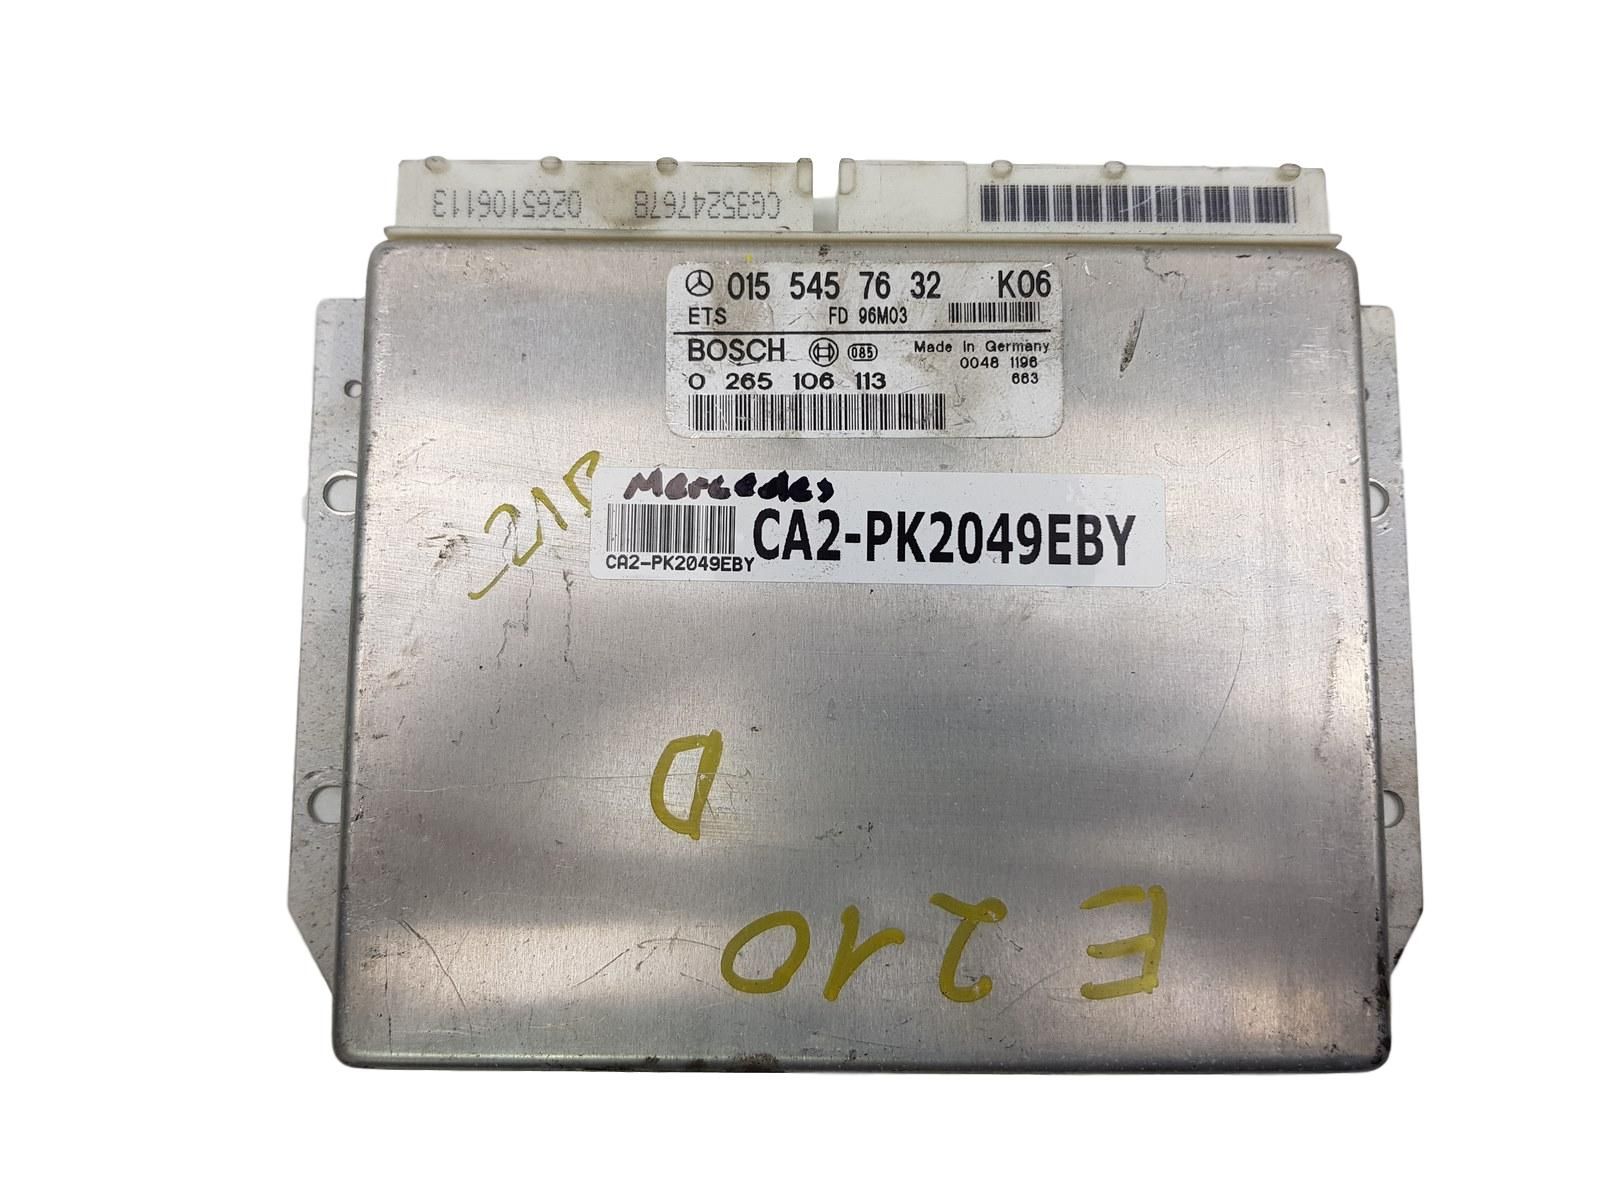 0265106113 CG35247678
015 545 76 32 K06
ETS FD 96M03
BOSCH 085 Made In Germany
0048 1196
0 265 106 113 663
Mercedes
CA2-PK2049EBY
CA2-PK2049EBY
D
E210